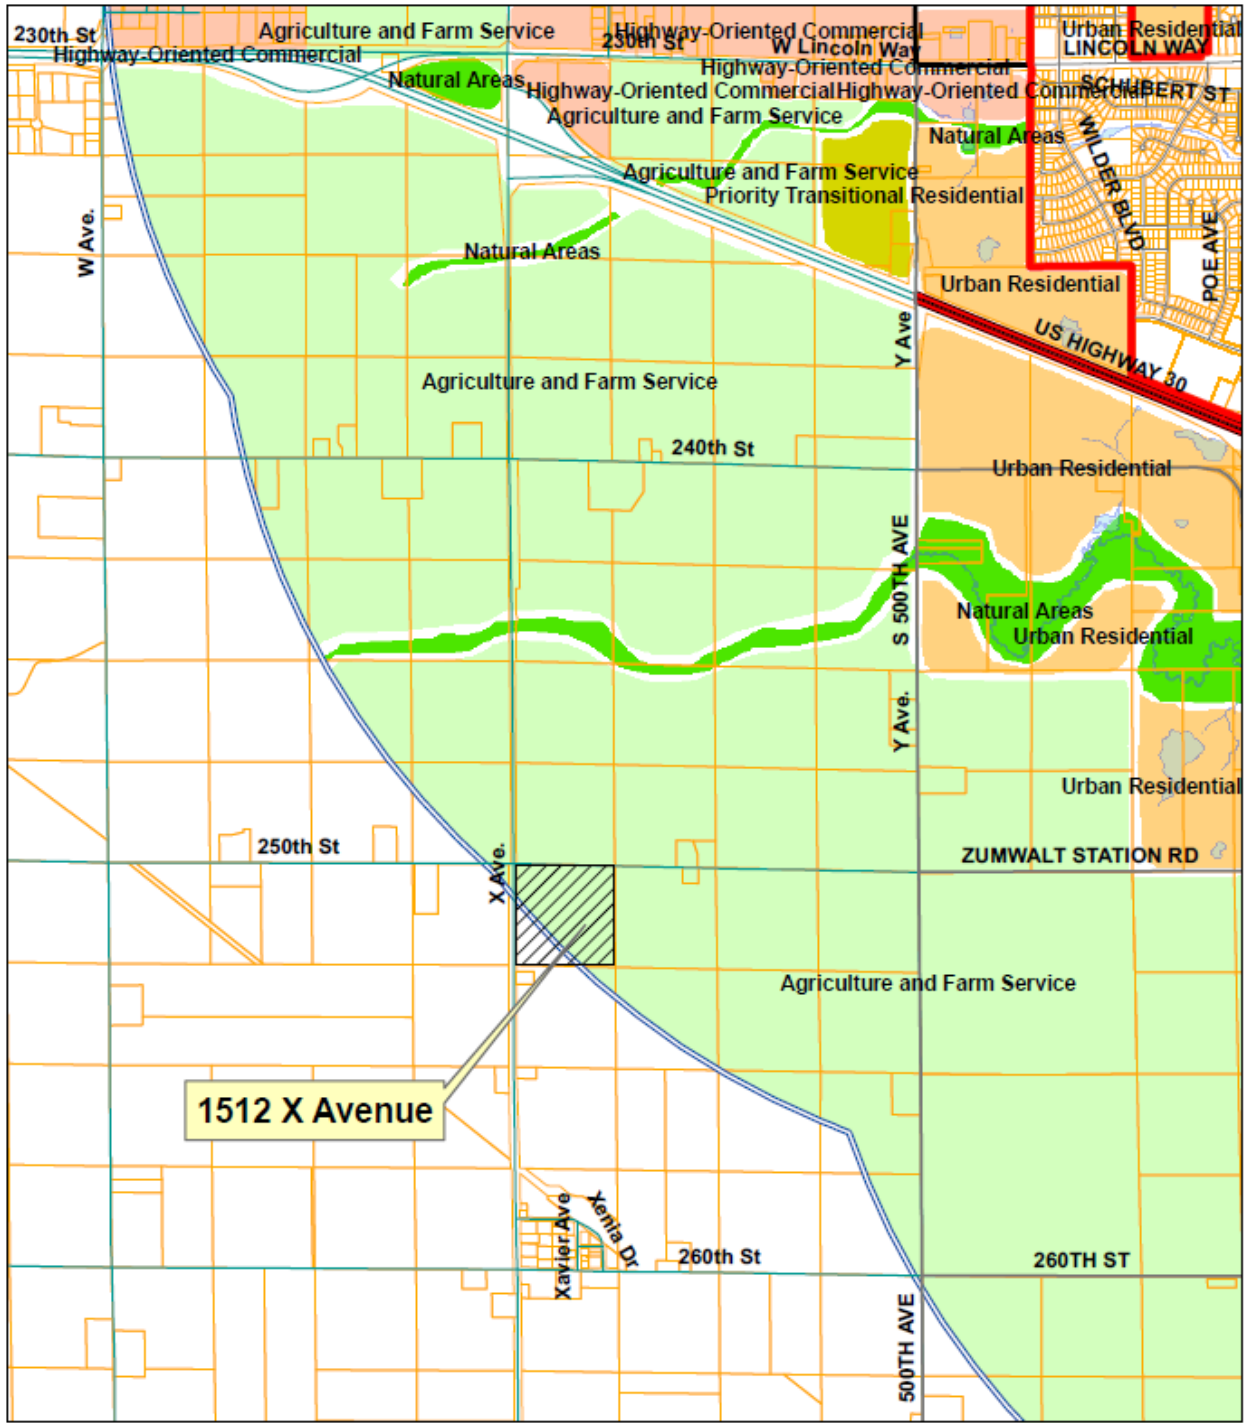 Agriculture and Farm Service
Highway-Oriented Commercial
Urban Residential
230th St
230th St
W Lincoln Way
LINCOLN WAY
Highway-Oriented Commercial
Highway-Oriented Commercial
Natural Areas
Highway-Oriented Commercial
Highway-Oriented Commercial
SCHUBERT ST
Agriculture and Farm Service
Natural Areas
WILDER BLVD
Agriculture and Farm Service
Priority Transitional Residential
W Ave.
Natural Areas
POE AVE
Urban Residential
Y Ave
US HIGHWAY 30
Agriculture and Farm Service
240th St
Urban Residential
S 500TH AVE
Natural Areas
Urban Residential
Y Ave.
Urban Residential
250th St
X Ave.
ZUMWALT STATION RD
Agriculture and Farm Service
1512 X Avenue
Xavier Ave
Xenia Dr
260th St
260TH ST
500TH AVE